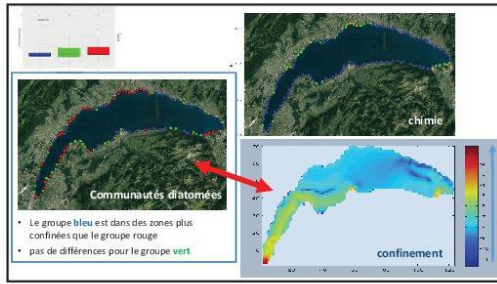 chimie
Communautés diatomées
• Le groupe bleu est dans des zones plus
confinées que le groupe rouge
• pas de différences pour le groupe vert
confinement